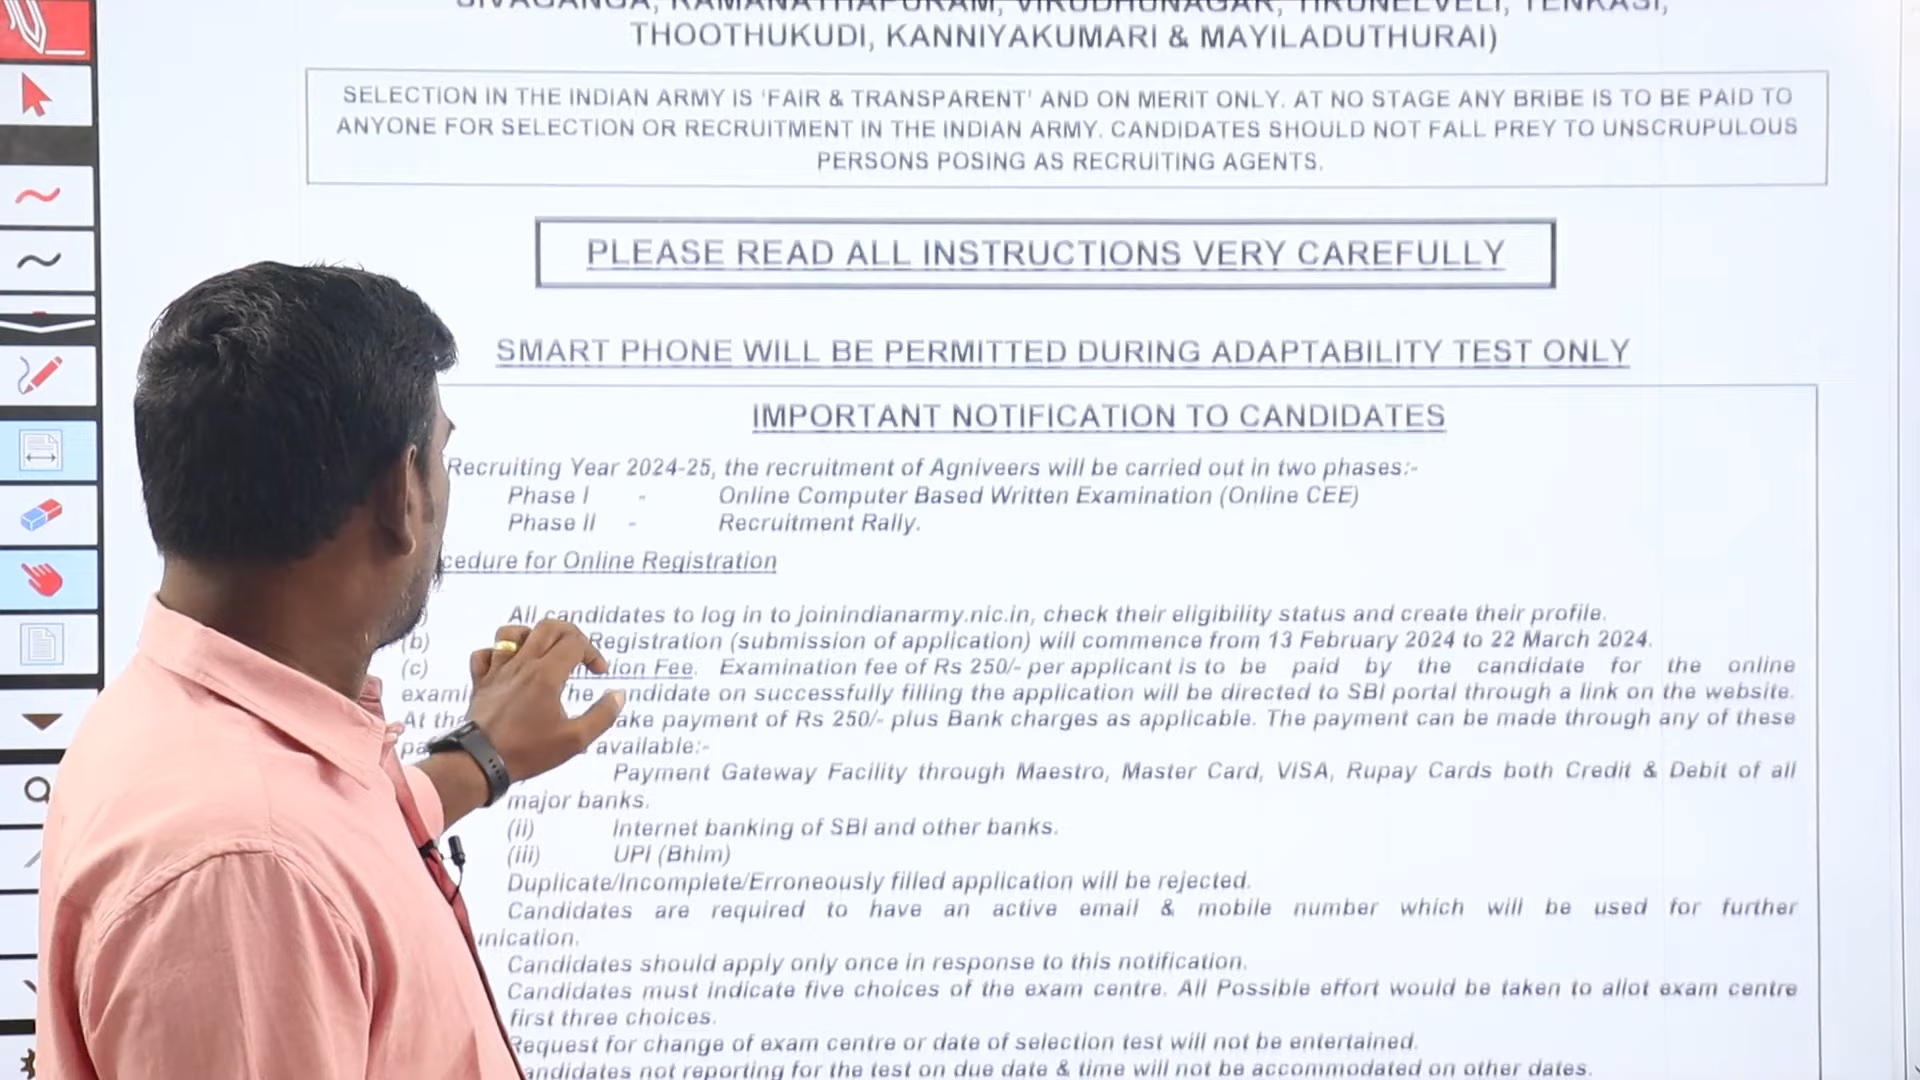 SIVAGANGA, RAMANATHAPURAM, VIRUDHUNAGAR, TIRUNELVELI, TENKASI,
THOOTHUKUDI, KANNIYAKUMARI & MAYILADUTHURAI)
SELECTION IN THE INDIAN ARMY IS 'FAIR & TRANSPARENT' AND ON MERIT ONLY. AT NO STAGE ANY BRIBE IS TO BE PAID TO
ANYONE FOR SELECTION OR RECRUITMENT IN THE INDIAN ARMY. CANDIDATES SHOULD NOT FALL PREY TO UNSCRUPULOUS
PERSONS POSING AS RECRUITING AGENTS.
PLEASE READ ALL INSTRUCTIONS VERY CAREFULLY
SMART PHONE WILL BE PERMITTED DURING ADAPTABILITY TEST ONLY
IMPORTANT NOTIFICATION TO CANDIDATES
Recruiting Year 2024-25, the recruitment of Agniveers will be carried out in two phases:-
Phase I - Online Computer Based Written Examination (Online CEE)
Phase II - Recruitment Rally.
cedure for Online Registration
All candidates to log in to joinindianarmy.nic.in, check their eligibility status and create their profile.
(b) Registration (submission of application) will commence from 13 February 2024 to 22 March 2024.
(c) Fee. Examination fee of Rs 250/- per applicant is to be paid by the candidate for the online
exami candidate on successfully filling the application will be directed to SBI portal through a link on the website.
At the payment of Rs 250/- plus Bank charges as applicable. The payment can be made through any of these
available:-
Payment Gateway Facility through Maestro, Master Card, VISA, Rupay Cards both Credit & Debit of all
major banks.
(ii) Internet banking of SBI and other banks.
(iii) UPI (Bhim)
Duplicate/Incomplete/Erroneously filled application will be rejected.
Candidates are required to have an active email & mobile number which will be used for further
unication.
Candidates should apply only once in response to this notification.
Candidates must indicate five choices of the exam centre. All Possible effort would be taken to allot exam centre
first three choices.
Request for change of exam centre or date of selection test will not be entertained.
andidates not reporting for the test on due date & time will not be accommodated on other dates.